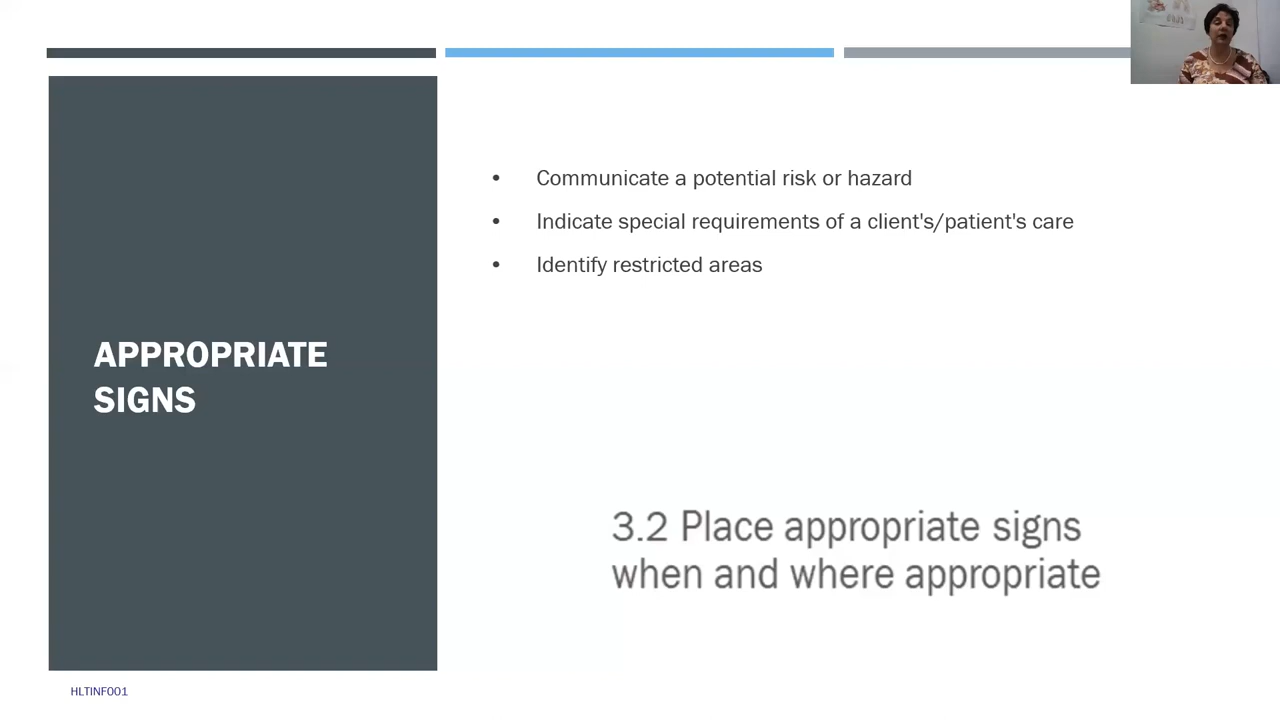 • Communicate a potential risk or hazard
• Indicate special requirements of a client's/patient's care
• Identify restricted areas
APPROPRIATE
SIGNS
3.2 Place appropriate signs
when and where appropriate
HLTINF001